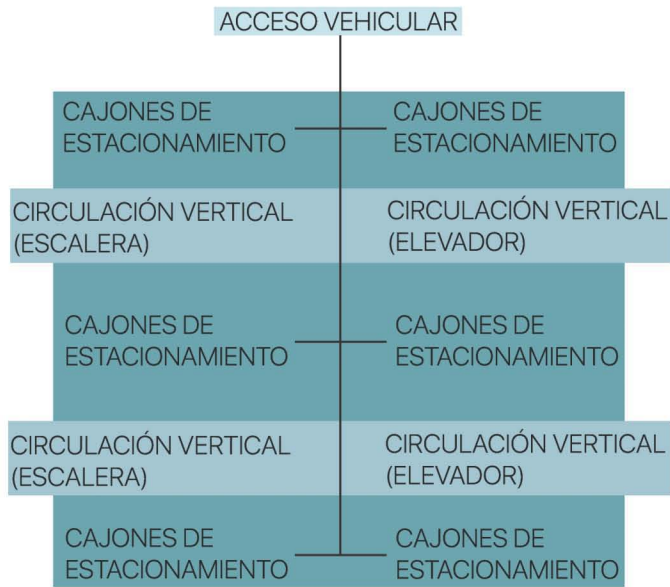 ACCESO VEHICULAR
CAJONES DE
ESTACIONAMIENTO
CAJONES DE
ESTACIONAMIENTO
CIRCULACIÓN VERTICAL
(ESCALERA)
CIRCULACIÓN VERTICAL
(ELEVADOR)
CAJONES DE
ESTACIONAMIENTO
CAJONES DE
ESTACIONAMIENTO
CIRCULACIÓN VERTICAL
(ESCALERA)
CIRCULACIÓN VERTICAL
(ELEVADOR)
CAJONES DE
ESTACIONAMIENTO
CAJONES DE
ESTACIONAMIENTO